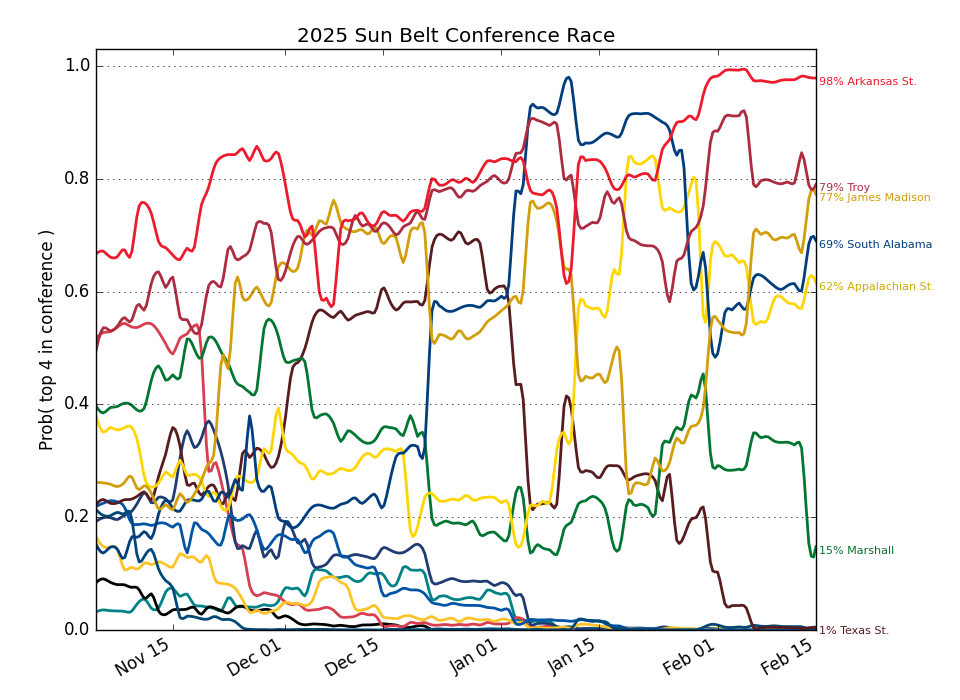 2025 Sun Belt Conference Race
Prob( top 4 in conference )
1.0
0.8
0.6
0.4
0.2
0.0
Nov 15
Dec 01
Dec 15
Jan 01
Jan 15
Feb 01
Feb 15
98% Arkansas St.
79% Troy
77% James Madison
69% South Alabama
62% Appalachian St.
15% Marshall
1% Texas St.